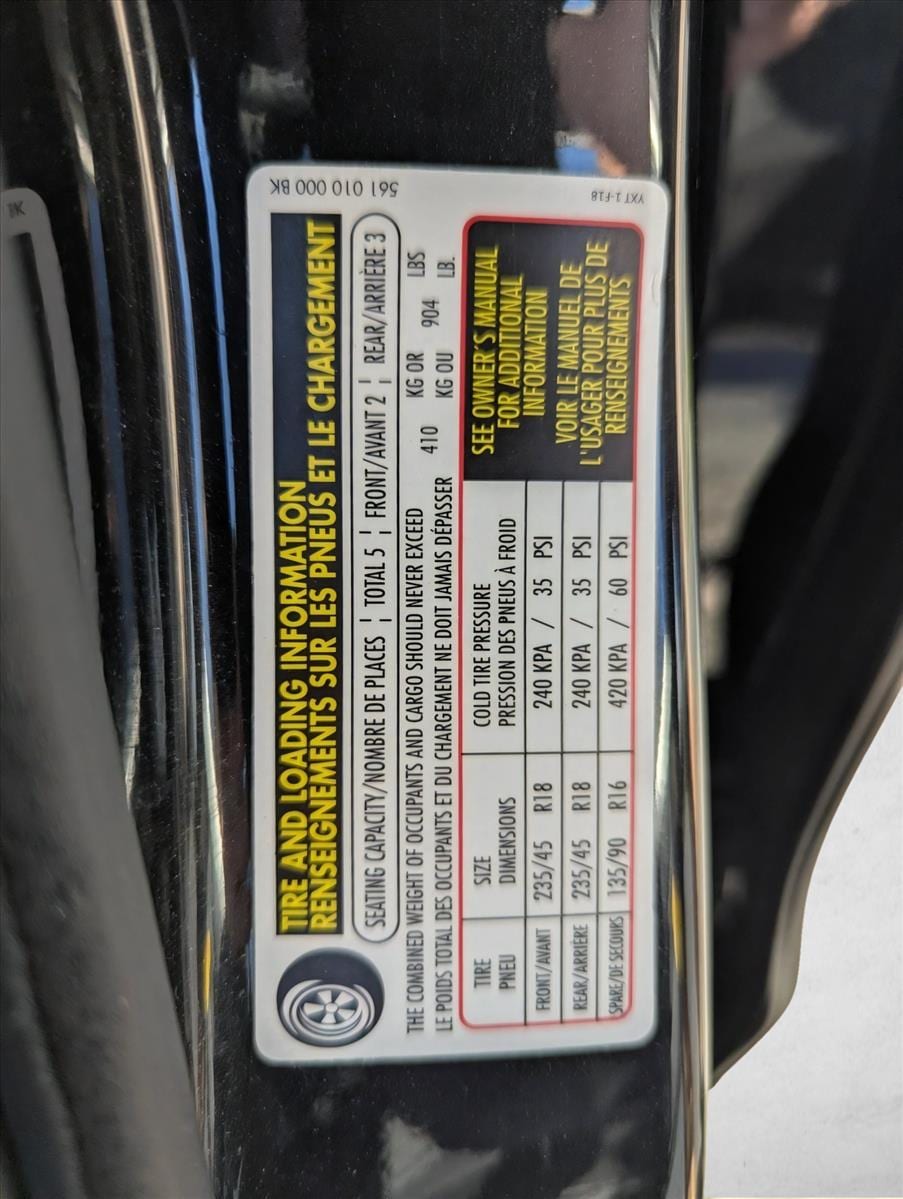 TIRE AND LOADING INFORMATION
RENSEIGNEMENTS SUR LES PNEUS ET LE CHARGEMENT
SEATING CAPACITY/NOMBRE DE PLACES ¦ TOTAL 5 ¦ FRONT/AVANT 2 ¦ REAR/ARRIÈRE 3
THE COMBINED WEIGHT OF OCCUPANTS AND CARGO SHOULD NEVER EXCEED 410 KG OR 904 LBS
LE POIDS TOTAL DES OCCUPANTS ET DU CHARGEMENT NE DOIT JAMAIS DÉPASSER KG OU LB.
TIRE SIZE COLD TIRE PRESSURE
PNEU DIMENSIONS PRESSION DES PNEUS À FROID
FRONT/AVANT 235/45 R18 240 KPA / 35 PSI
REAR/ARRIÈRE 235/45 R18 240 KPA / 35 PSI
SPARE/DE SECOURS 135/90 R16 420 KPA / 60 PSI
SEE OWNER'S MANUAL
FOR ADDITIONAL
INFORMATION
VOIR LE MANUEL DE
L'USAGER POUR PLUS DE
RENSEIGNEMENTS
561 010 000 BK
YXT 1-F18
BK